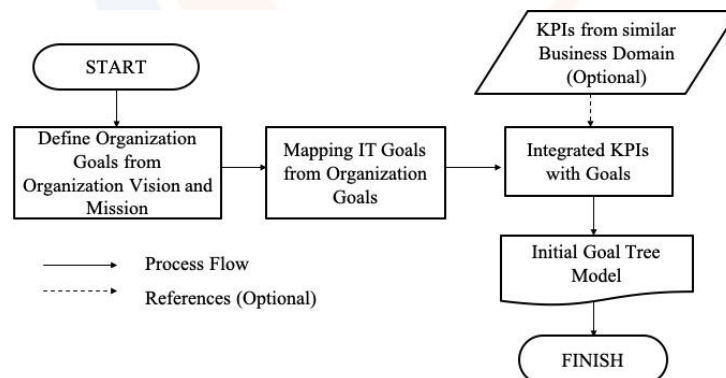 START
KPIs from similar
Business Domain
(Optional)
Define Organization
Goals from
Organization Vision and
Mission
Mapping IT Goals
from Organization
Goals
Integrated KPIs
with Goals
Process Flow
References (Optional)
Initial Goal Tree
Model
FINISH